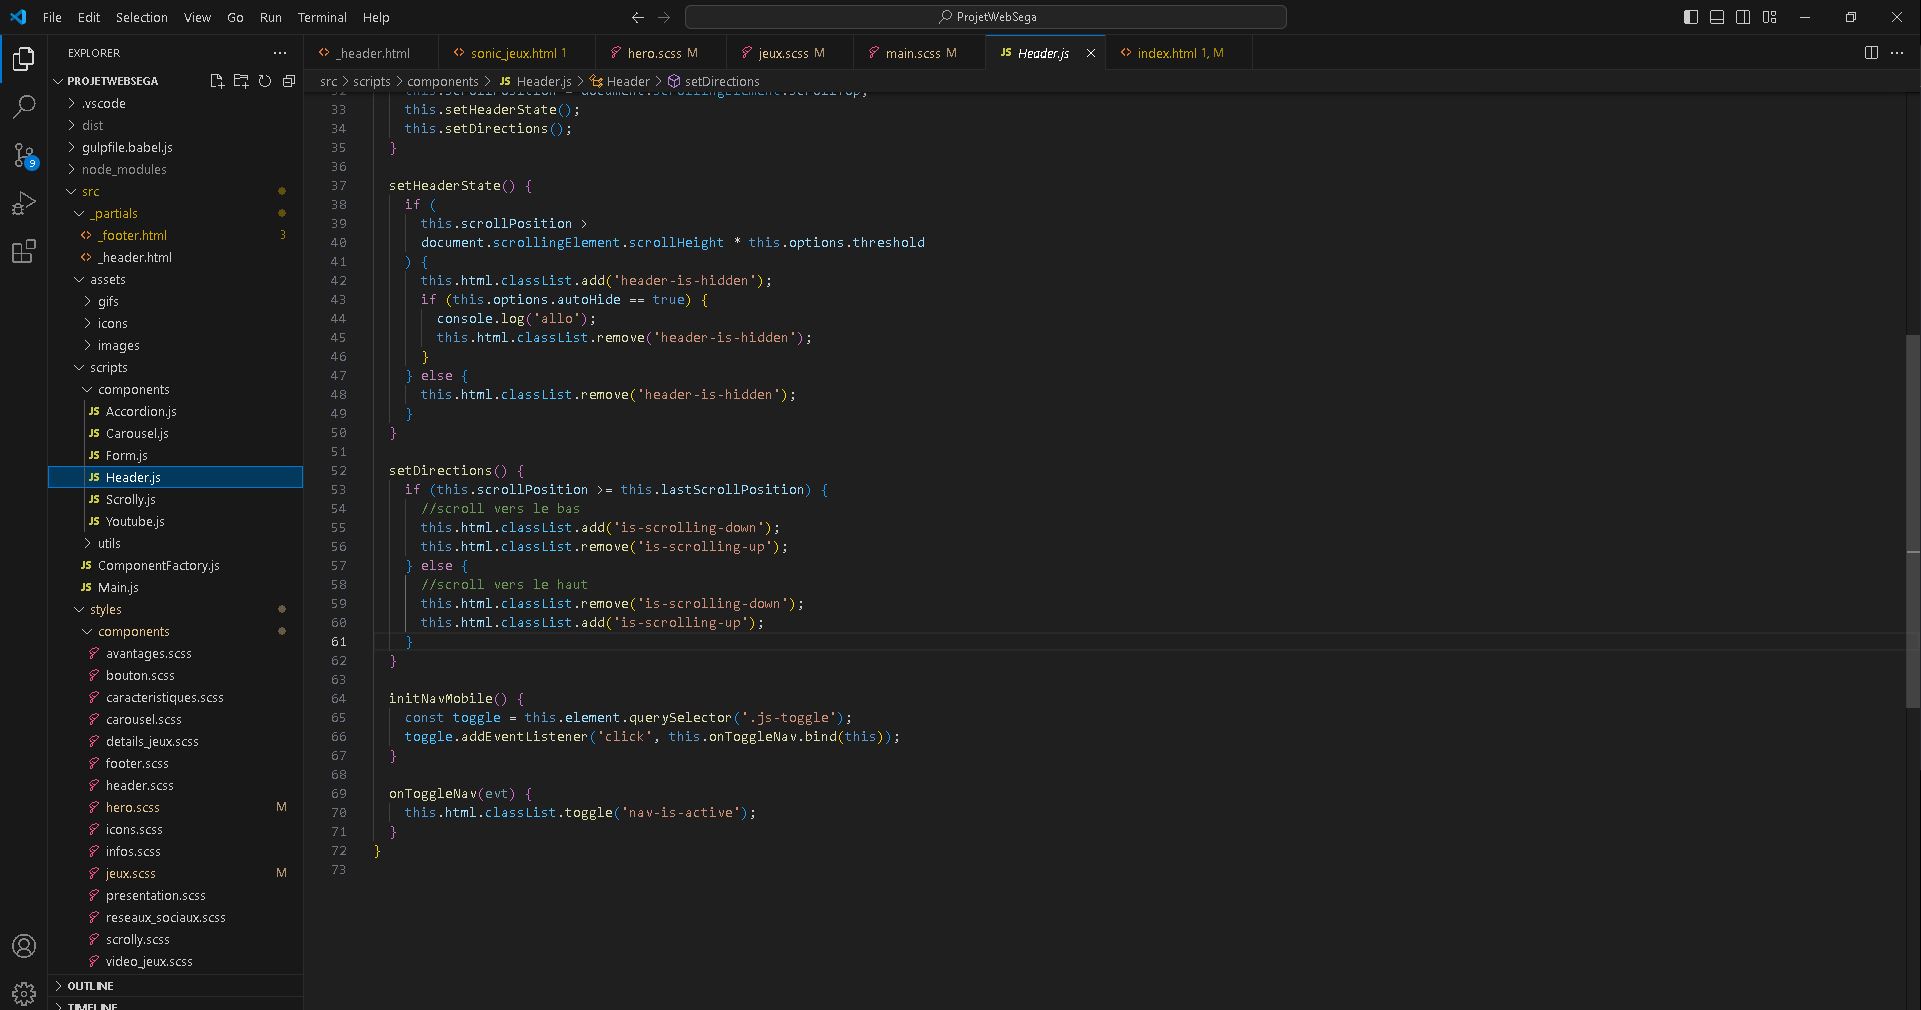 File Edit Selection View Go Run Terminal Help
ProjetWebSega
EXPLORER
PROJETWEBSEGA
.vscode
dist
gulpfile.babel.js
node_modules
src
_partials
_footer.html 3
_header.html
assets
gifs
icons
images
scripts
components
JS Accordion.js
JS Carousel.js
JS Form.js
JS Header.js
JS Scrolly.js
JS Youtube.js
utils
JS ComponentFactory.js
JS Main.js
styles
components
avantages.scss
bouton.scss
caracteristiques.scss
carousel.scss
details_jeux.scss
footer.scss
header.scss
hero.scss M
icons.scss
infos.scss
jeux.scss M
presentation.scss
reseaux_sociaux.scss
scrolly.scss
video_jeux.scss
OUTLINE
TIMELINE
9
_header.html sonic_jeux.html 1 hero.scss M jeux.scss M main.scss M JS Header.js index.html 1, M
src > scripts > components > JS Header.js > Header > setDirections
32 this.scrollPosition = document.scrollingElement.scrollTop;
33 this.setHeaderState();
34 this.setDirections();
35 }
36
37 setHeaderState() {
38 if (
39 this.scrollPosition >
40 document.scrollingElement.scrollHeight * this.options.threshold
41 ) {
42 this.html.classList.add('header-is-hidden');
43 if (this.options.autoHide == true) {
44 console.log('allo');
45 this.html.classList.remove('header-is-hidden');
46 }
47 } else {
48 this.html.classList.remove('header-is-hidden');
49 }
50 }
51
52 setDirections() {
53 if (this.scrollPosition >= this.lastScrollPosition) {
54 //scroll vers le bas
55 this.html.classList.add('is-scrolling-down');
56 this.html.classList.remove('is-scrolling-up');
57 } else {
58 //scroll vers le haut
59 this.html.classList.remove('is-scrolling-down');
60 this.html.classList.add('is-scrolling-up');
61 }
62 }
63
64 initNavMobile() {
65 const toggle = this.element.querySelector('.js-toggle');
66 toggle.addEventListener('click', this.onToggleNav.bind(this));
67 }
68
69 onToggleNav(evt) {
70 this.html.classList.toggle('nav-is-active');
71 }
72 }
73